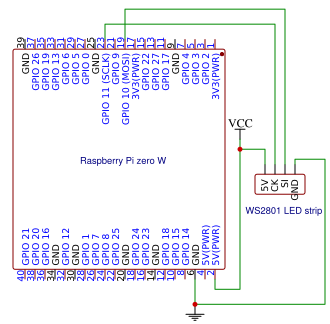 39 37 35 33 31 29 27 25 23 21 19 17 15 13 11 9 7 5 3 1
GND
GPIO 26
GPIO 19
GPIO 13
GPIO 6
GPIO 5
GPIO 0
GND
GPIO 11 (SCLK)
GPIO 9
GPIO 10 (MOSI)
3V3(PWR)
GPIO 22
GPIO 27
GPIO 17
GND
GPIO 4
GPIO 3
GPIO 2
3V3(PWR)
VCC
Raspberry Pi zero W
5V
CK
SI
GND
WS2801 LED strip
GPIO 21
GPIO 20
GPIO 16
GND
GPIO 12
GND
GPIO 1
GPIO 7
GPIO 8
GPIO 25
GND
GPIO 24
GPIO 23
GND
GPIO 18
GPIO 15
GPIO 14
GND
5V(PWR)
5V(PWR)
40 38 36 34 32 30 28 26 24 22 20 18 16 14 12 10 8 6 4 2
GND